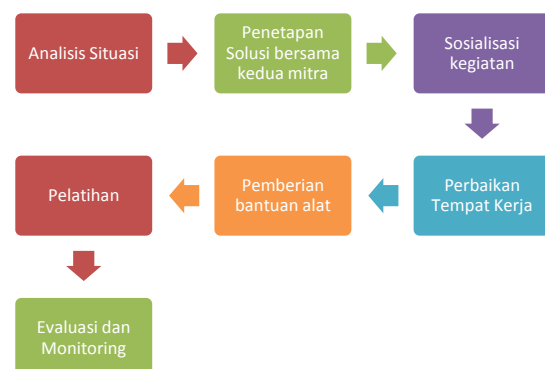 Analisis Situasi
Penetapan
Solusi bersama
kedua mitra
Sosialisasi
kegiatan
Perbaikan
Tempat Kerja
Pemberian
bantuan alat
Pelatihan
Evaluasi dan
Monitoring